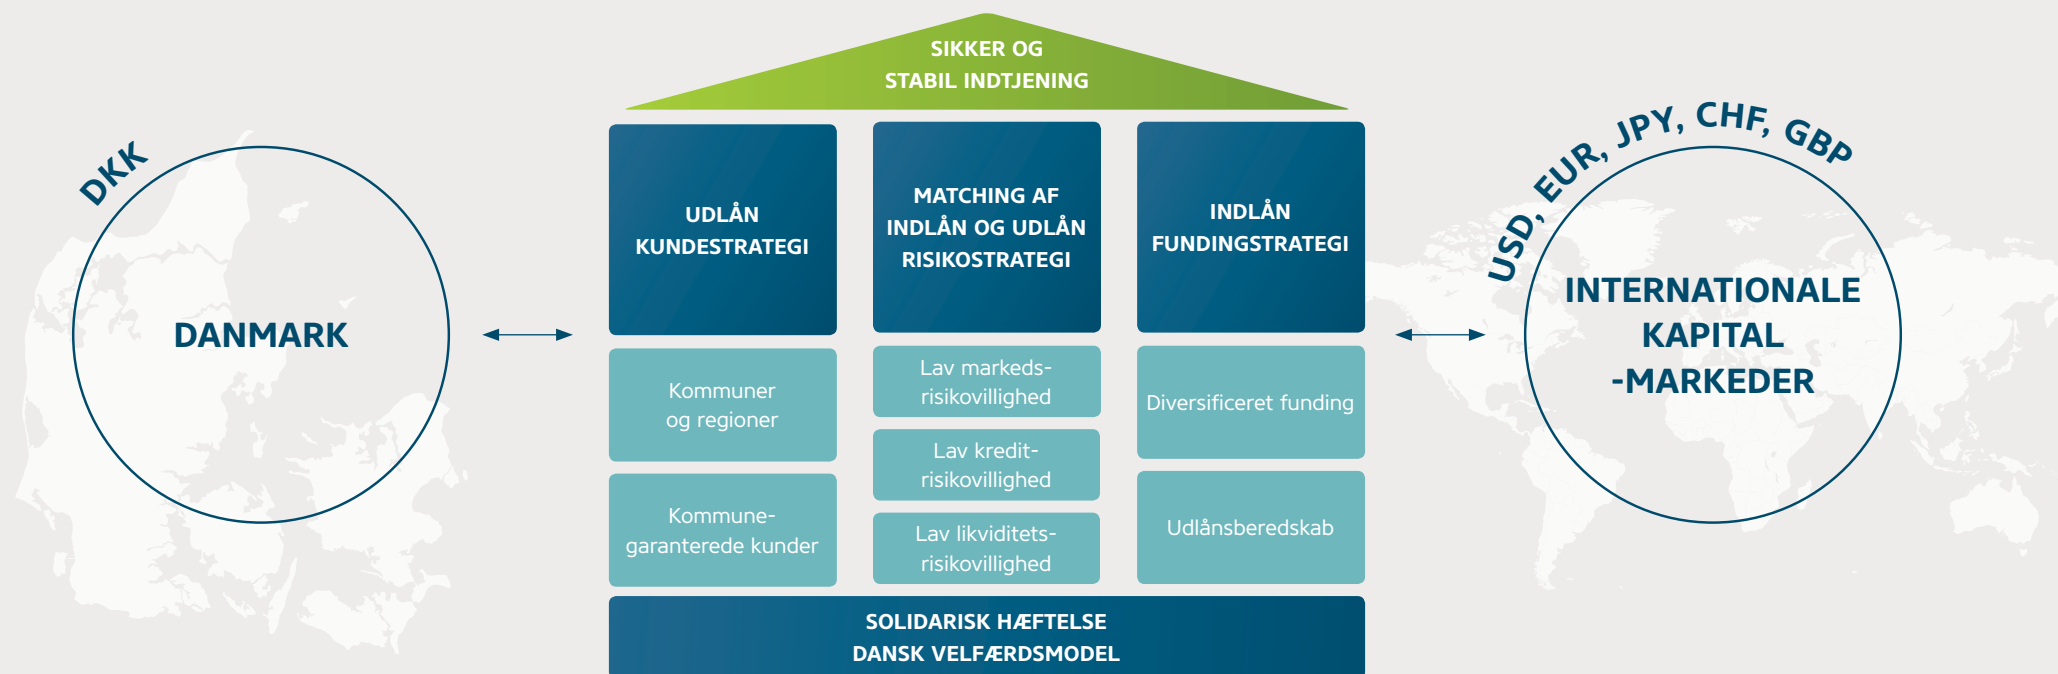 SIKKER OG
STABIL INDTJENING
DKK
DANMARK
UDLÅN
KUNDESTRATEGI
Kommuner
og regioner
Kommune-
garanterede kunder
MATCHING AF
INDLÅN OG UDLÅN
RISIKOSTRATEGI
Lav markeds-
risikovillighed
Lav kredit-
risikovillighed
Lav likviditets-
risikovillighed
INDLÅN
FUNDINGSTRATEGI
Diversificeret funding
Udlånsberedskab
SOLIDARISK HÆFTELSE
DANSK VELFÆRDSMODEL
USD, EUR, JPY, CHF, GBP
INTERNATIONALE
KAPITAL
-MARKEDER